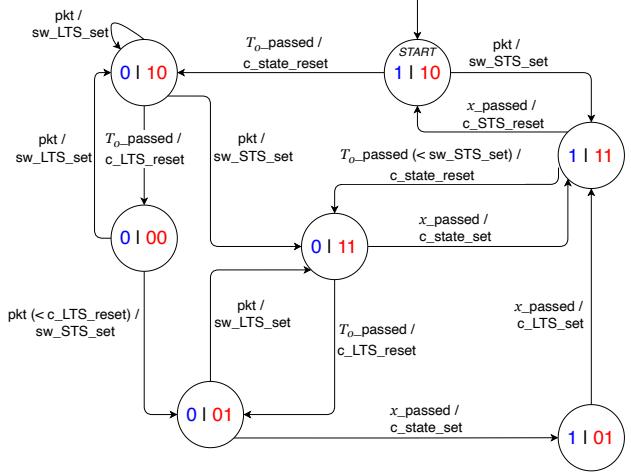 pkt /
sw_LTS_set
T_o_passed /
c_state_reset
START
1 | 10
pkt /
sw_STS_set
0 | 10
x_passed /
c_STS_reset
pkt /
sw_LTS_set
T_o_passed /
c_LTS_reset
pkt /
sw_STS_set
T_o_passed (< sw_STS_set) /
c_state_reset
1 | 11
0 | 00
0 | 11
x_passed /
c_state_set
pkt (< c_LTS_reset) /
sw_STS_set
pkt /
sw_LTS_set
T_o_passed /
c_LTS_reset
x_passed /
c_LTS_set
0 | 01
x_passed /
c_state_set
1 | 01